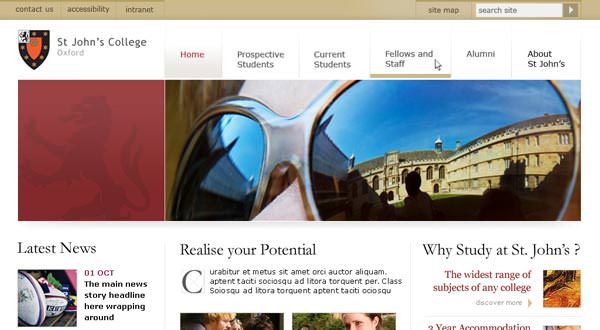 contact us accessibility intranet site map search site
St John's College
Oxford
Home
Prospective
Students
Current
Students
Fellows and
Staff
Alumni
About
St John's
Latest News
01 OCT
The main news
story headline
here wrapping
around
Realise your Potential
Curabitur et metus sit amet orci auctor aliquam.
aptent taciti sociosqu ad litora torquent per. Class
Soiosqu ad litora torquent aptent taciti ociosqu
Why Study at St. John's ?
The widest range of
subjects of any college
discover more
3 Year Accommodation